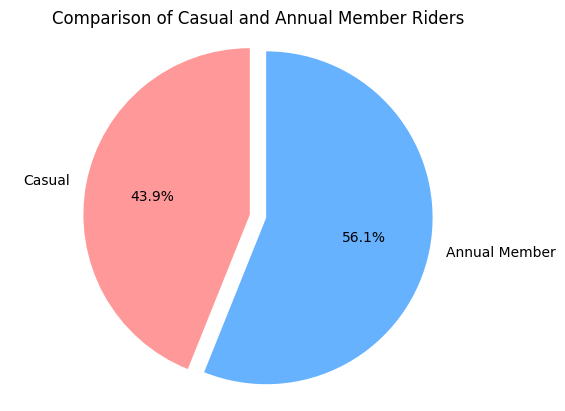 Comparison of Casual and Annual Member Riders
Casual
43.9%
56.1%
Annual Member